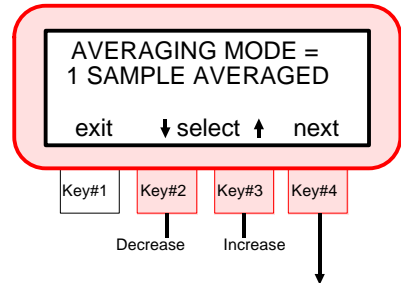 AVERAGING MODE =
1 SAMPLE AVERAGED
exit ↓ select ↑ next
Key#1 Key#2 Key#3 Key#4
Decrease Increase